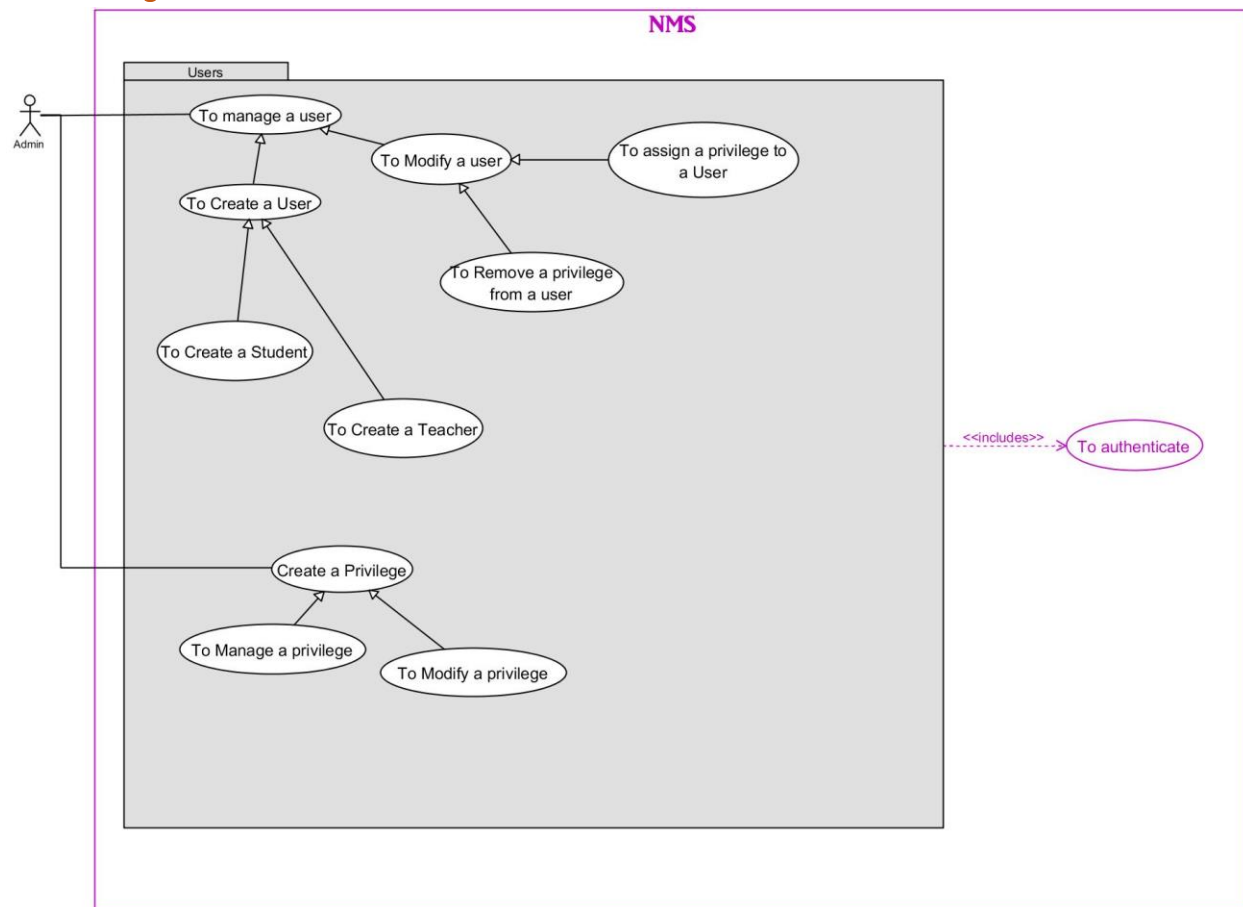 NMS
Users
Admin
To manage a user
To Modify a user
To assign a privilege to
a User
To Create a User
To Remove a privilege
from a user
To Create a Student
To Create a Teacher
<<includes>>
To authenticate
Create a Privilege
To Manage a privilege
To Modify a privilege